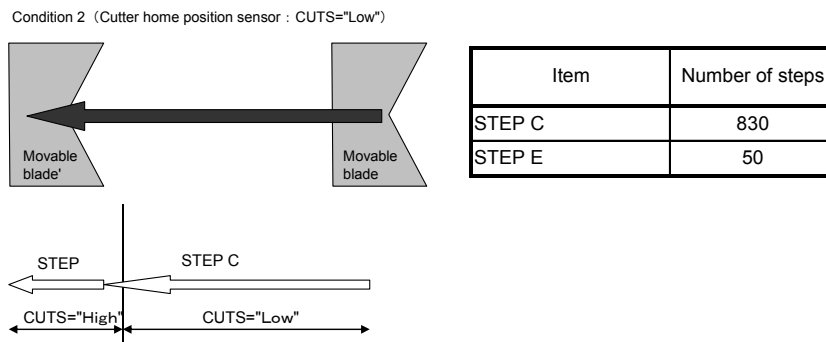 Condition 2（Cutter home position sensor：CUTS="Low"）
Movable
blade'
Movable
blade
Item Number of steps
STEP C 830
STEP E 50
STEP STEP C
CUTS="High" CUTS="Low"